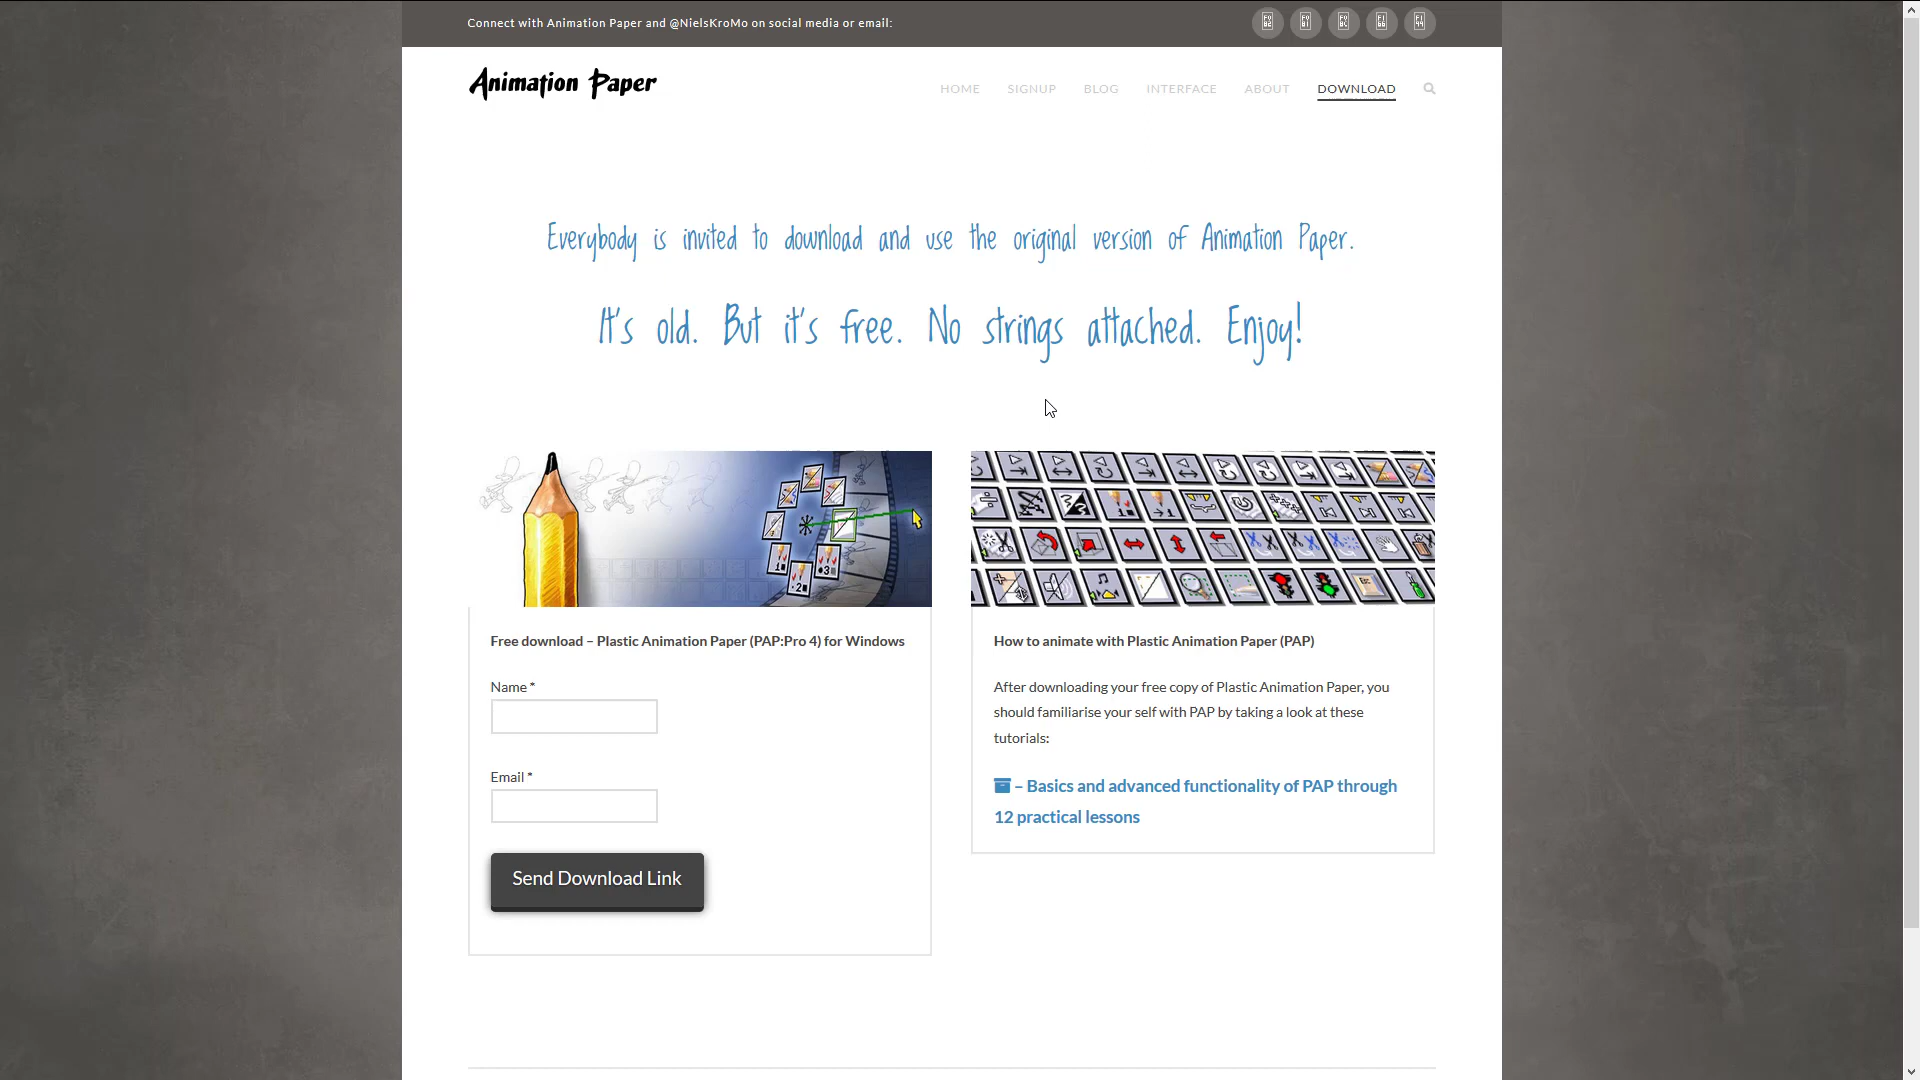 Connect with Animation Paper and @NielsKroMo on social media or email:
Animation Paper
HOME SIGNUP BLOG INTERFACE ABOUT DOWNLOAD
Everybody is invited to download and use the original version of Animation Paper.
It's old. But it's free. No strings attached. Enjoy!
Free download – Plastic Animation Paper (PAP:Pro 4) for Windows
Name *
Email *
Send Download Link
How to animate with Plastic Animation Paper (PAP)
After downloading your free copy of Plastic Animation Paper, you
should familiarise your self with PAP by taking a look at these
tutorials:
– Basics and advanced functionality of PAP through
12 practical lessons